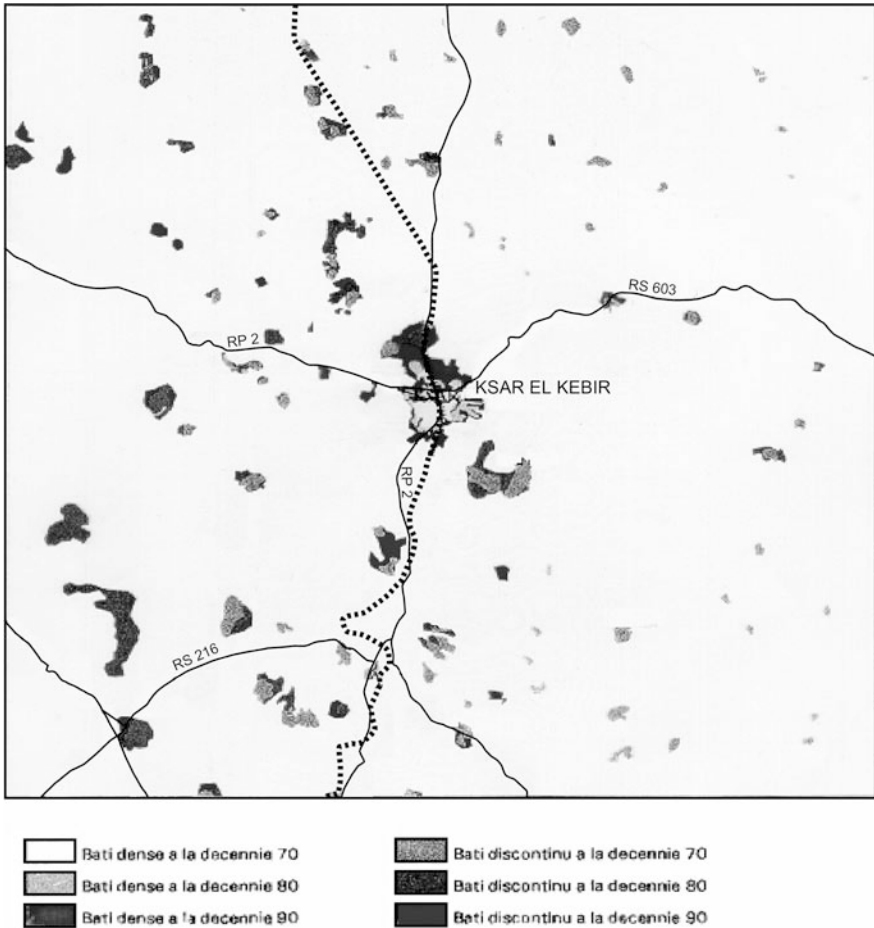 RS 603
RP 2
KSAR EL KEBIR
RP 2
RS 216
Bati dense a la decennie 70
Bati dense a la decennie 80
Bati dense a la decennie 90
Bati discontinu a la decennie 70
Bati discontinu a la decennie 80
Bati discontinu a la decennie 90